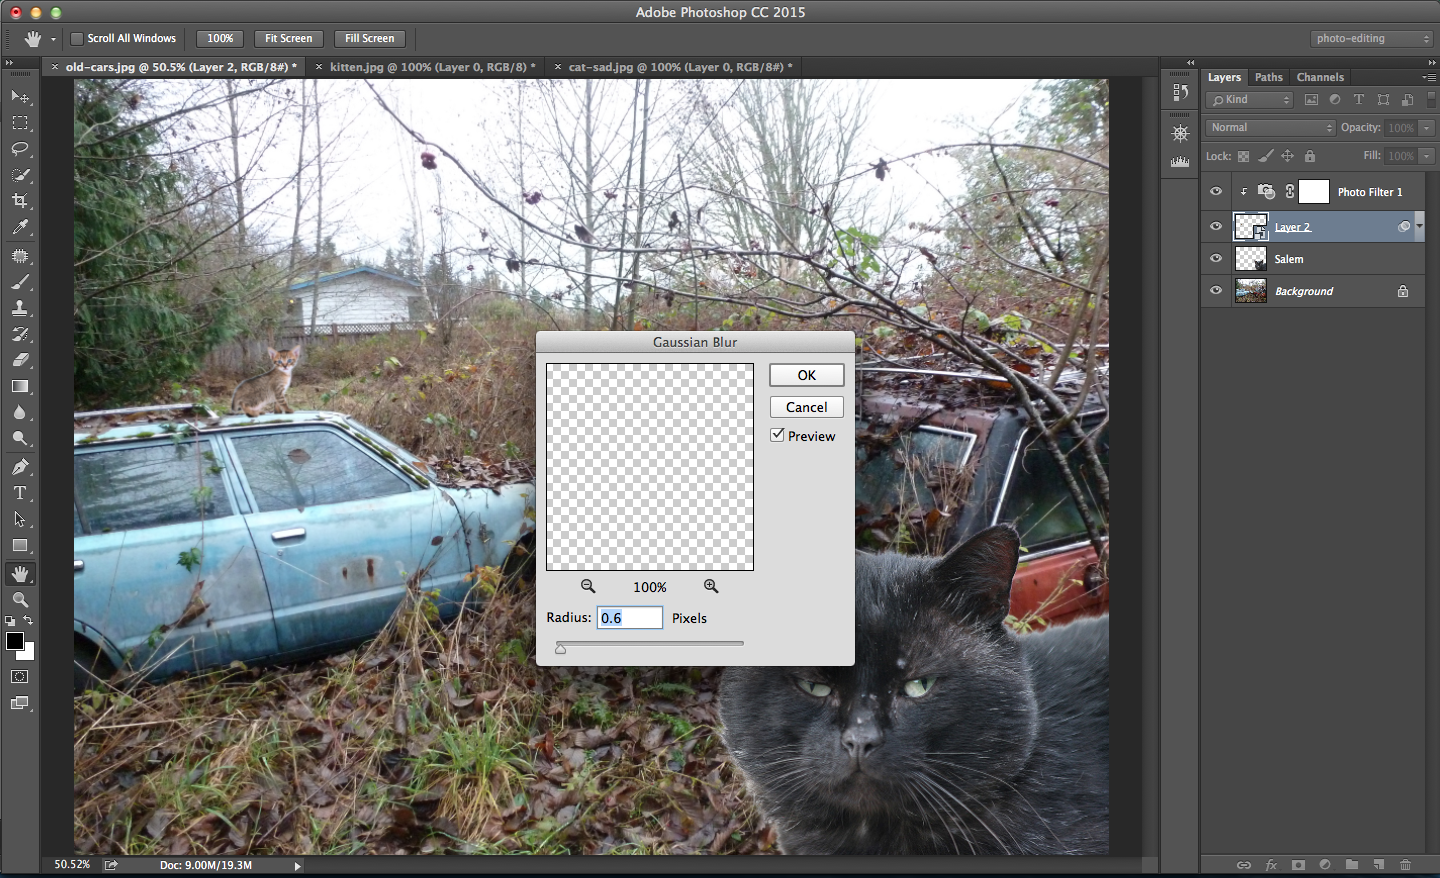 Adobe Photoshop CC 2015
Scroll All Windows
100%
Fit Screen
Fill Screen
photo-editing
× old-cars.jpg @ 50.5% (Layer 2, RGB/8#) *
× kitten.jpg @ 100% (Layer 0, RGB/8) *
× cat-sad.jpg @ 100% (Layer 0, RGB/8#) *
Layers
Paths
Channels
Kind
Normal
Opacity: 100%
Lock:
Fill: 100%
Photo Filter 1
Layer 2
Salem
Background
Gaussian Blur
OK
Cancel
Preview
100%
Radius: 0.6 Pixels
50.52%
Doc: 9.00M/19.3M